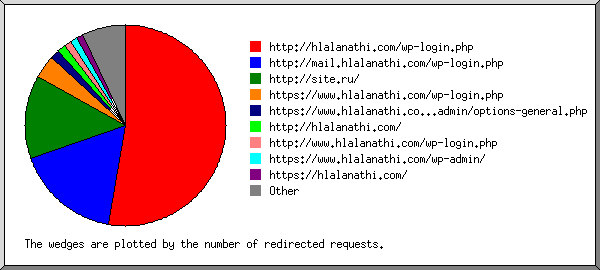 http://hlalanathi.com/wp-login.php
http://mail.hlalanathi.com/wp-login.php
http://site.ru/
https://www.hlalanathi.com/wp-login.php
https://www.hlalanathi.co...admin/options-general.php
http://hlalanathi.com/
http://www.hlalanathi.com/wp-login.php
https://www.hlalanathi.com/wp-admin/
https://hlalanathi.com/
Other
The wedges are plotted by the number of redirected requests.